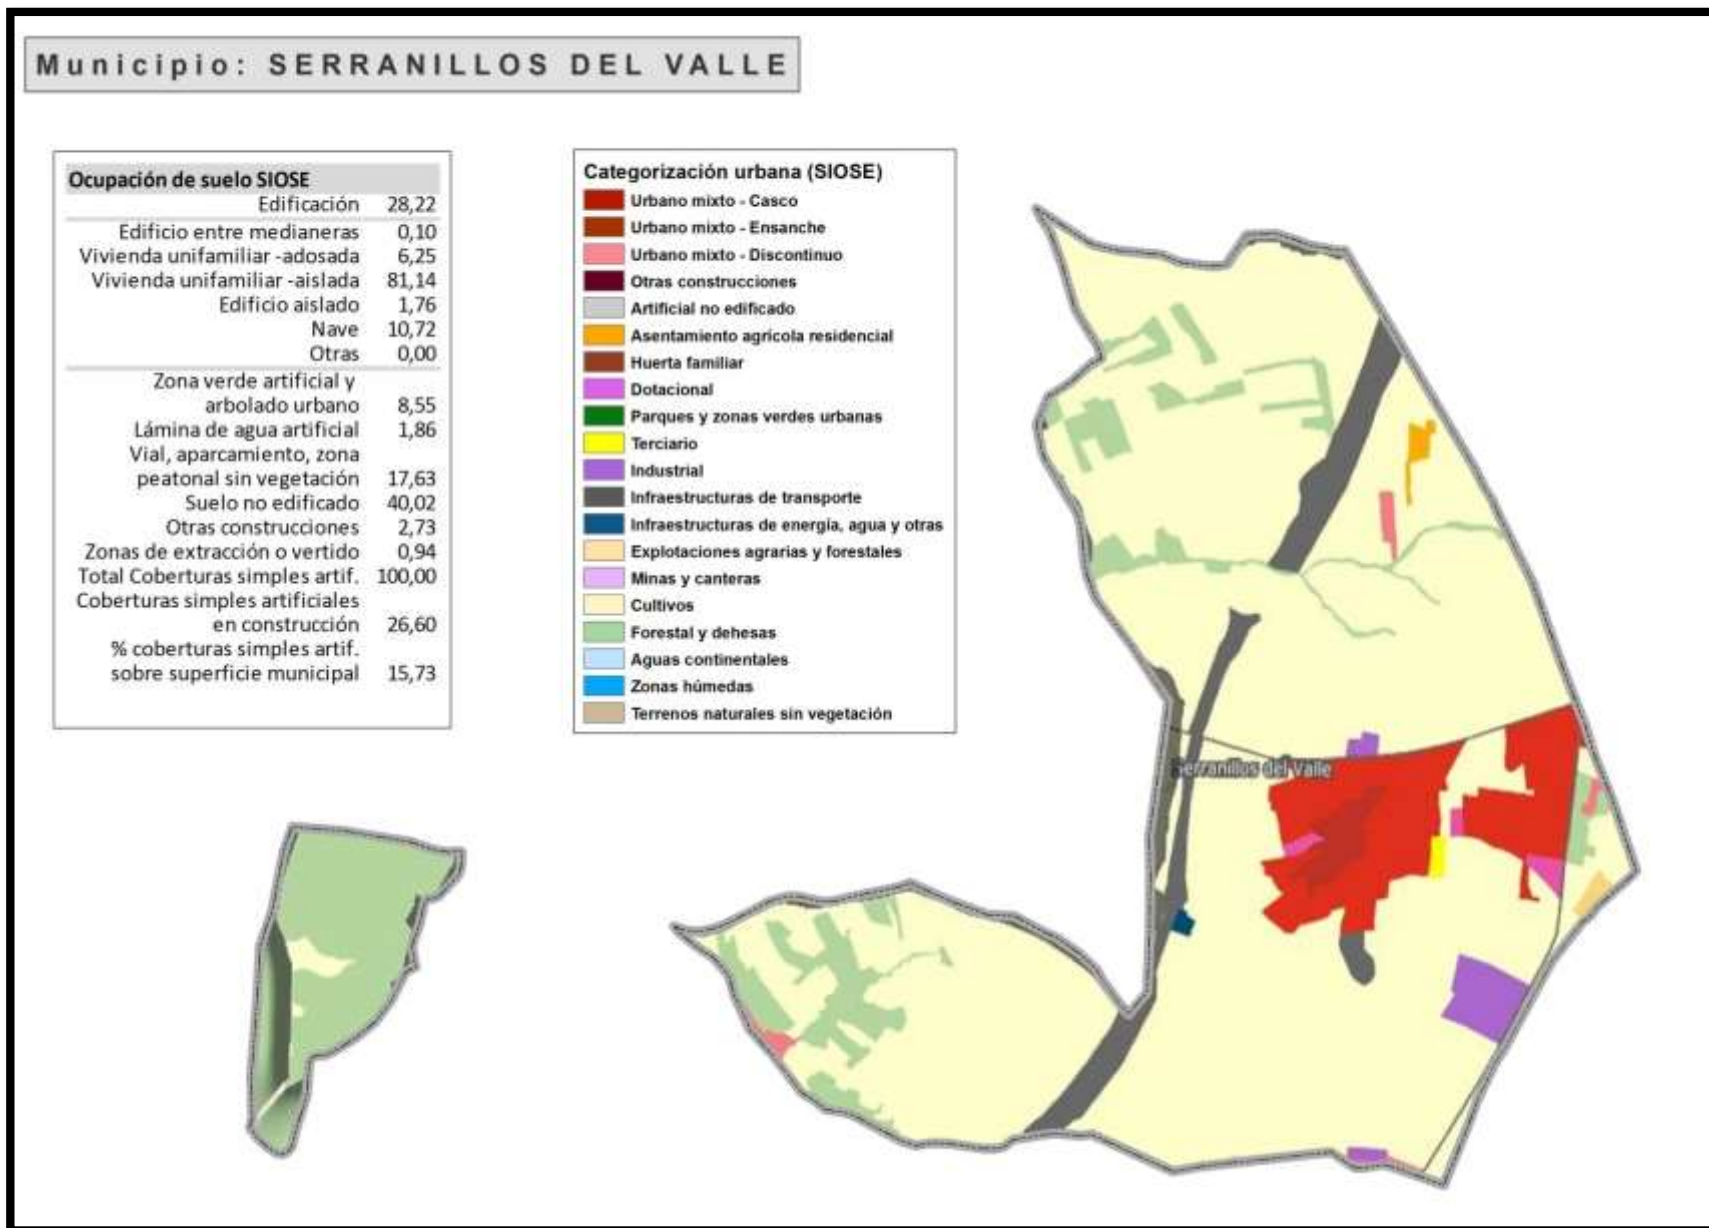 Municipio: SERRANILLOS DEL VALLE
Ocupación de suelo SIOSE
Edificación 28,22
Edificio entre medianeras 0,10
Vivienda unifamiliar -adosada 6,25
Vivienda unifamiliar -aislada 81,14
Edificio aislado 1,76
Nave 10,72
Otras 0,00
Zona verde artificial y
arbolado urbano 8,55
Lámina de agua artificial 1,86
Vial, aparcamiento, zona
peatonal sin vegetación 17,63
Suelo no edificado 40,02
Otras construcciones 2,73
Zonas de extracción o vertido 0,94
Total Coberturas simples artif. 100,00
Coberturas simples artificiales
en construcción 26,60
% coberturas simples artif.
sobre superficie municipal 15,73
Categorización urbana (SIOSE)
Urbano mixto - Casco
Urbano mixto - Ensanche
Urbano mixto - Discontinuo
Otras construcciones
Artificial no edificado
Asentamiento agrícola residencial
Huerta familiar
Dotacional
Parques y zonas verdes urbanas
Terciario
Industrial
Infraestructuras de transporte
Infraestructuras de energía, agua y otras
Explotaciones agrarias y forestales
Minas y canteras
Cultivos
Forestal y dehesas
Aguas continentales
Zonas húmedas
Terrenos naturales sin vegetación
Serranillos del Valle